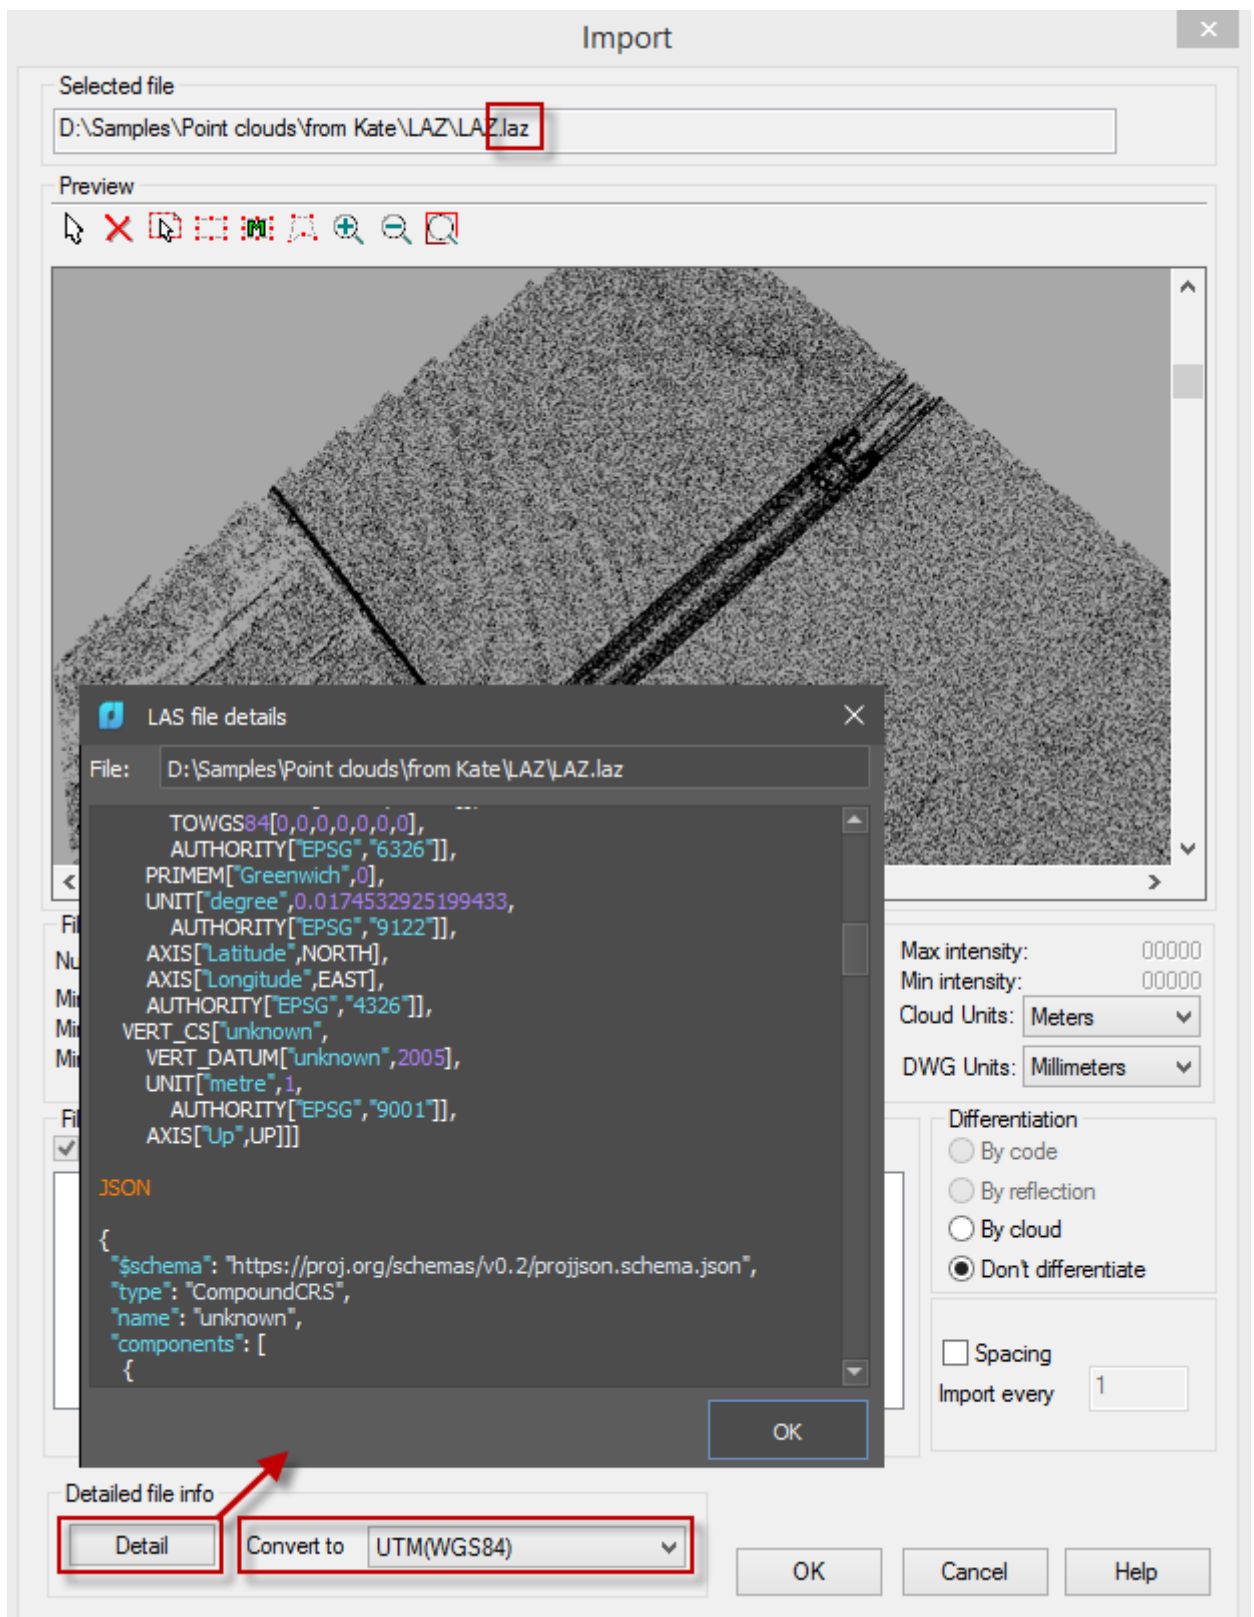 Import
Selected file
D:\Samples\Point clouds\from Kate\LAZ\LAZ.laz
Preview
LAS file details
File: D:\Samples\Point clouds\from Kate\LAZ\LAZ.laz
TOWGS84[0,0,0,0,0,0,0],
AUTHORITY["EPSG","6326"]],
PRIMEM["Greenwich",0],
UNIT["degree",0.0174532925199433,
AUTHORITY["EPSG","9122"]],
AXIS["Latitude",NORTH],
AXIS["Longitude",EAST],
AUTHORITY["EPSG","4326"]],
VERT_CS["unknown",
VERT_DATUM["unknown",2005],
UNIT["metre",1,
AUTHORITY["EPSG","9001"]],
AXIS["Up",UP]]]
JSON
{
"$schema": "https://proj.org/schemas/v0.2/projjson.schema.json",
"type": "CompoundCRS",
"name": "unknown",
"components": [
{
OK
Max intensity: 00000
Min intensity: 00000
Cloud Units: Meters
DWG Units: Millimeters
Differentiation
By code
By reflection
By cloud
Don't differentiate
Spacing
Import every 1
Detailed file info
Detail Convert to UTM(WGS84)
OK Cancel Help